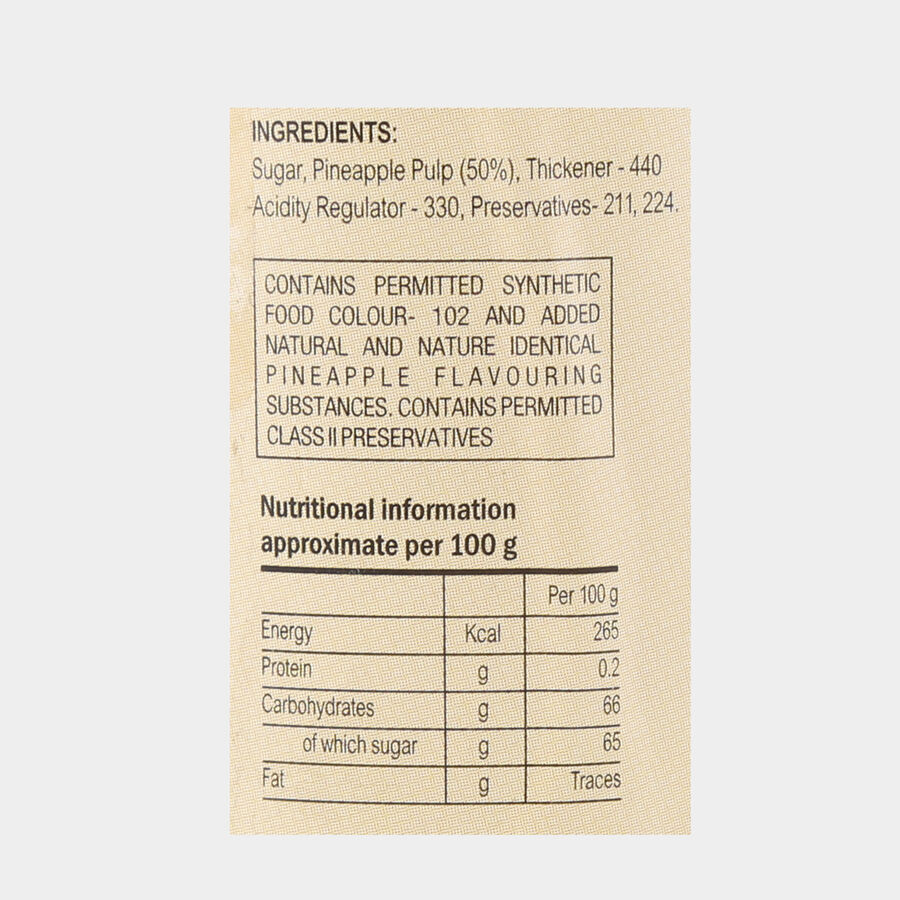 INGREDIENTS:
Sugar, Pineapple Pulp (50%), Thickener - 440
Acidity Regulator - 330, Preservatives- 211, 224.
CONTAINS PERMITTED SYNTHETIC
FOOD COLOUR- 102 AND ADDED
NATURAL AND NATURE IDENTICAL
PINEAPPLE FLAVOURING
SUBSTANCES. CONTAINS PERMITTED
CLASS II PRESERVATIVES
Nutritional information
approximate per 100 g
Per 100 g
Energy Kcal 265
Protein g 0.2
Carbohydrates g 66
of which sugar g 65
Fat g Traces